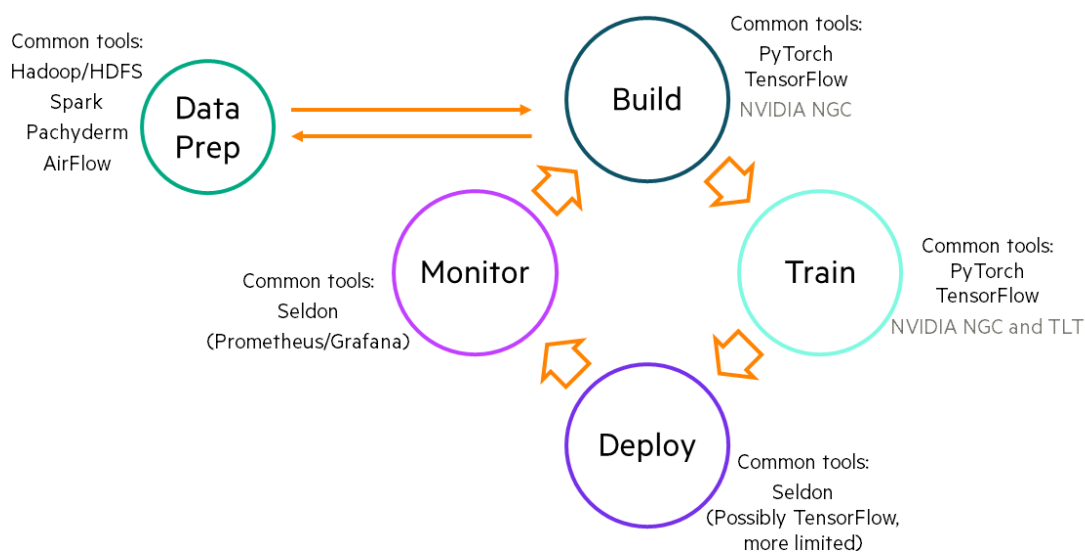 Common tools:
Hadoop/HDFS
Spark
Pachyderm
AirFlow
Data
Prep
Build
Common tools:
PyTorch
TensorFlow
NVIDIA NGC
Monitor
Common tools:
Seldon
(Prometheus/Grafana)
Train
Common tools:
PyTorch
TensorFlow
NVIDIA NGC and TLT
Deploy
Common tools:
Seldon
(Possibly TensorFlow,
more limited)